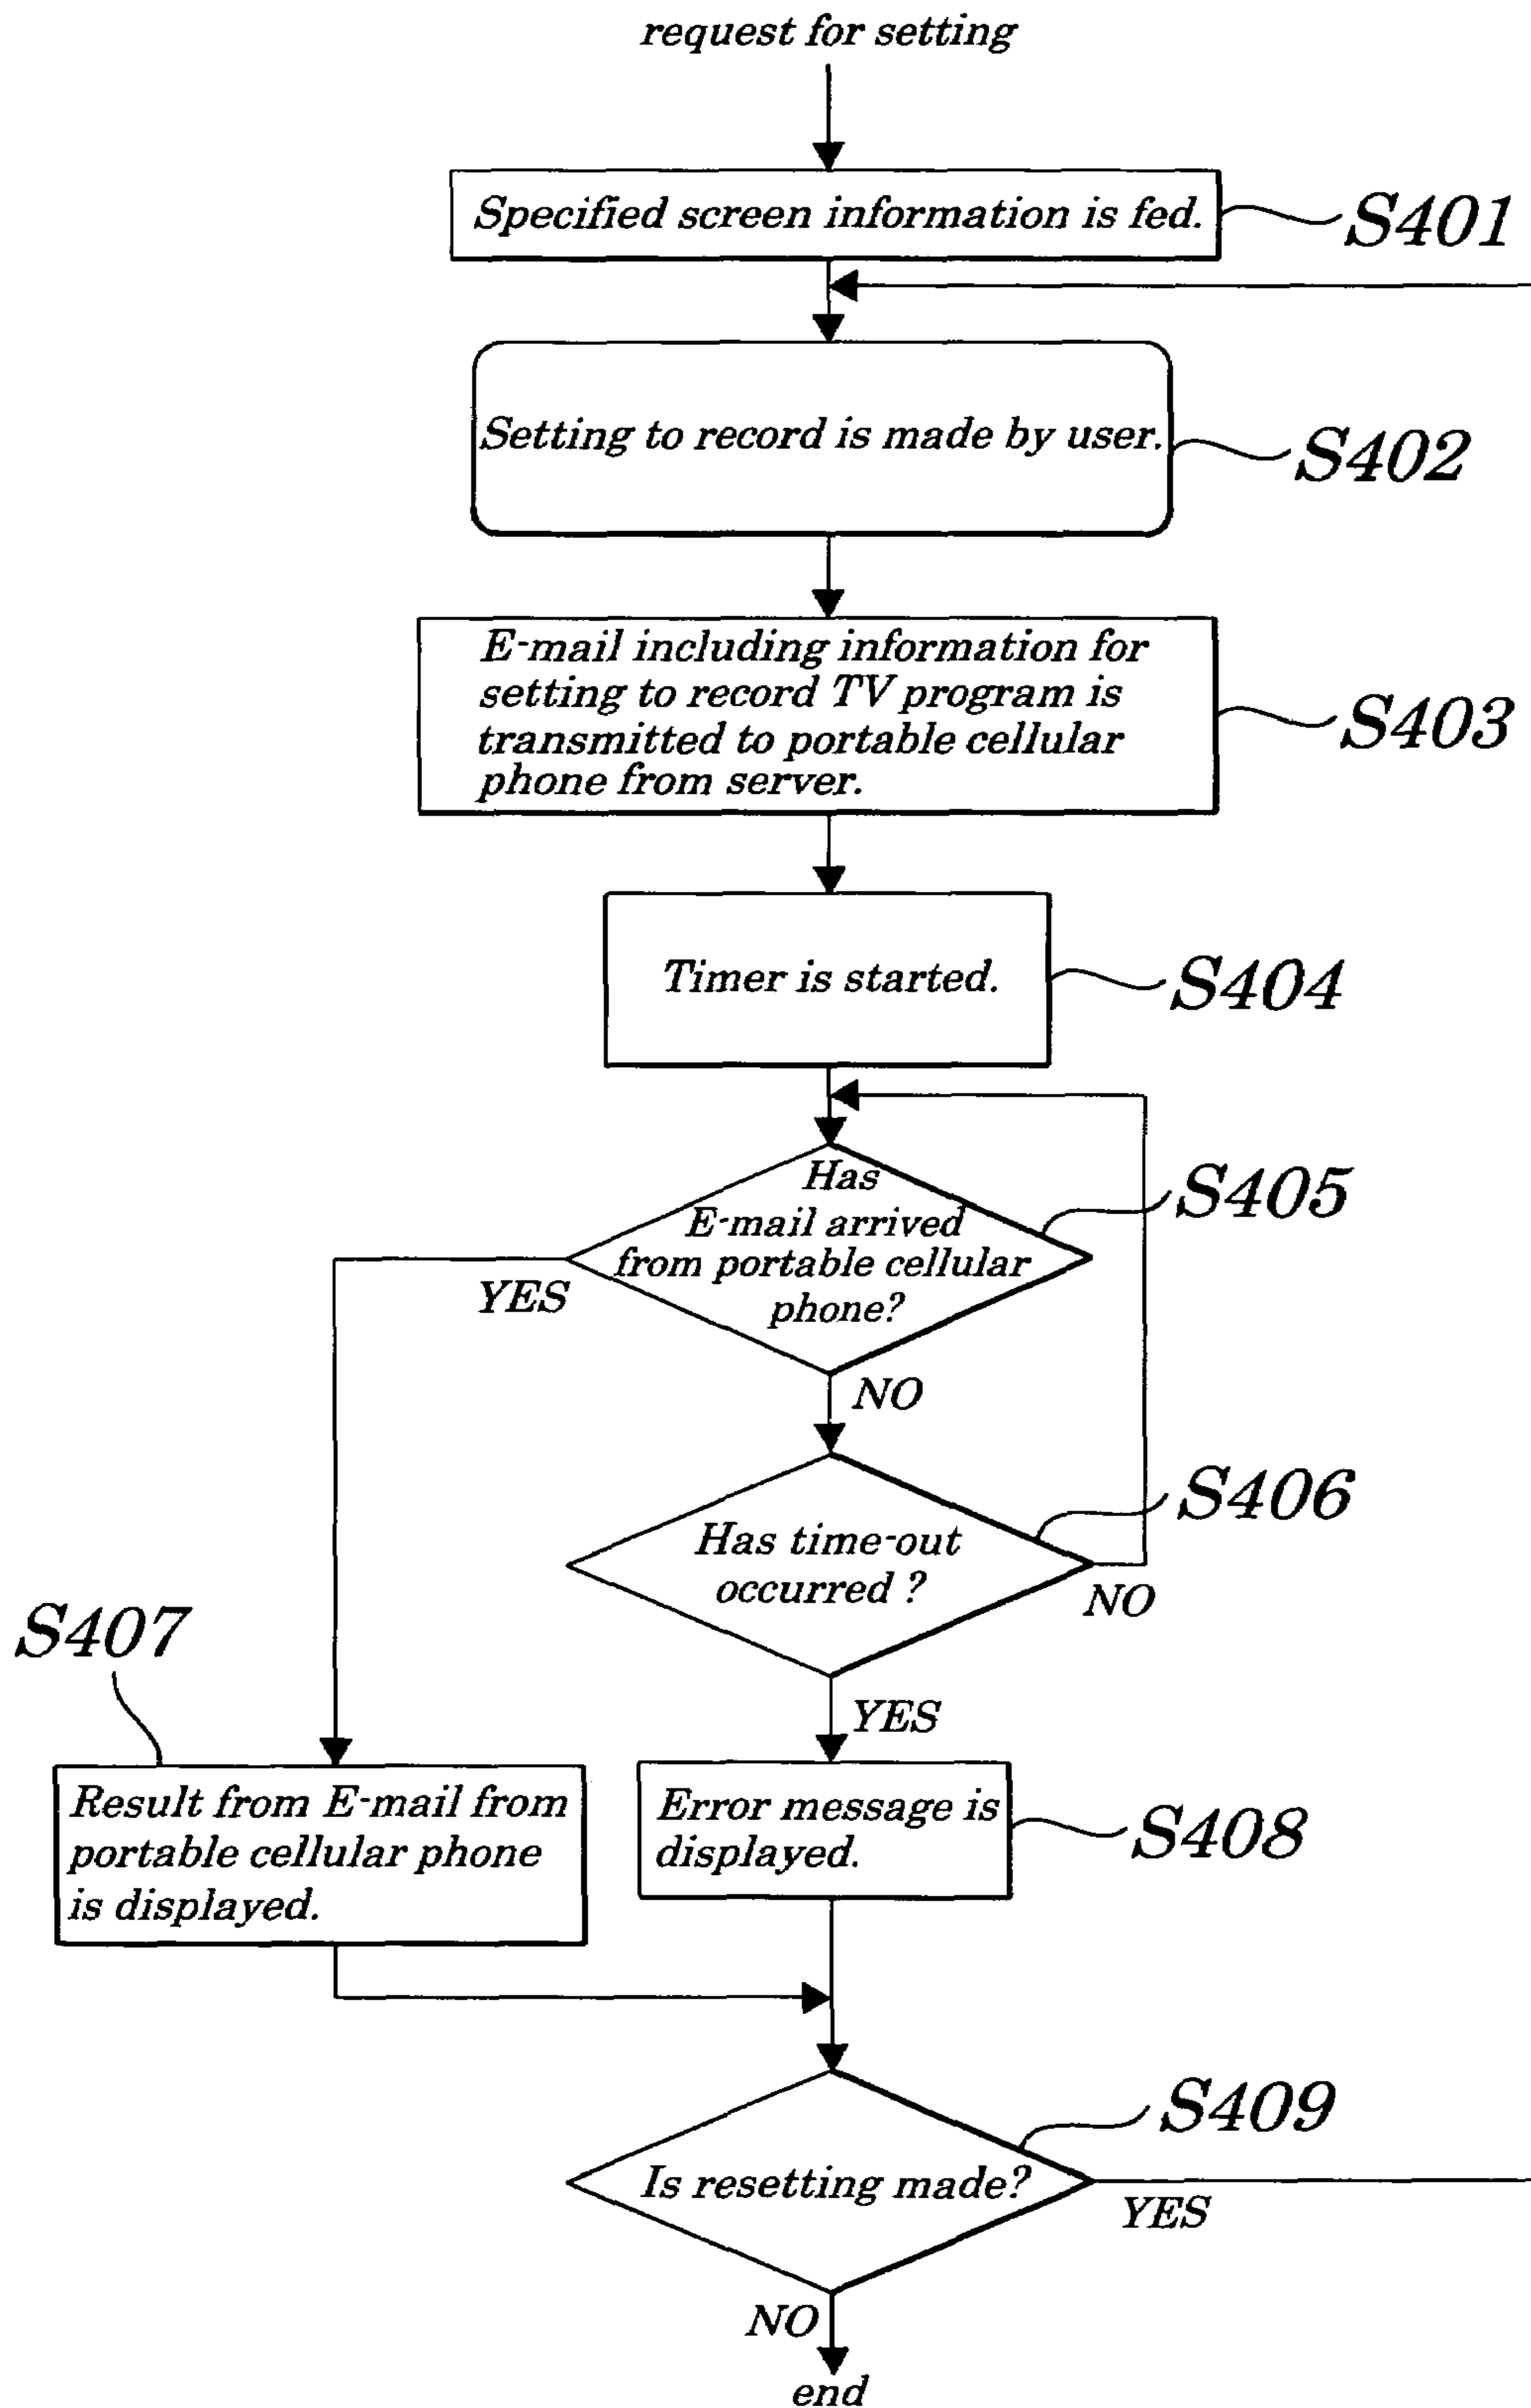 request for setting
Specified screen information is fed.
S401
Setting to record is made by user.
S402
E-mail including information for
setting to record TV program is
transmitted to portable cellular
phone from server.
S403
Timer is started.
S404
Has
E-mail arrived
from portable cellular
phone?
S405
YES
NO
Has time-out
occurred ?
S406
NO
YES
S407
Result from E-mail from
portable cellular phone
is displayed.
Error message is
displayed.
S408
S409
Is resetting made?
YES
NO
end